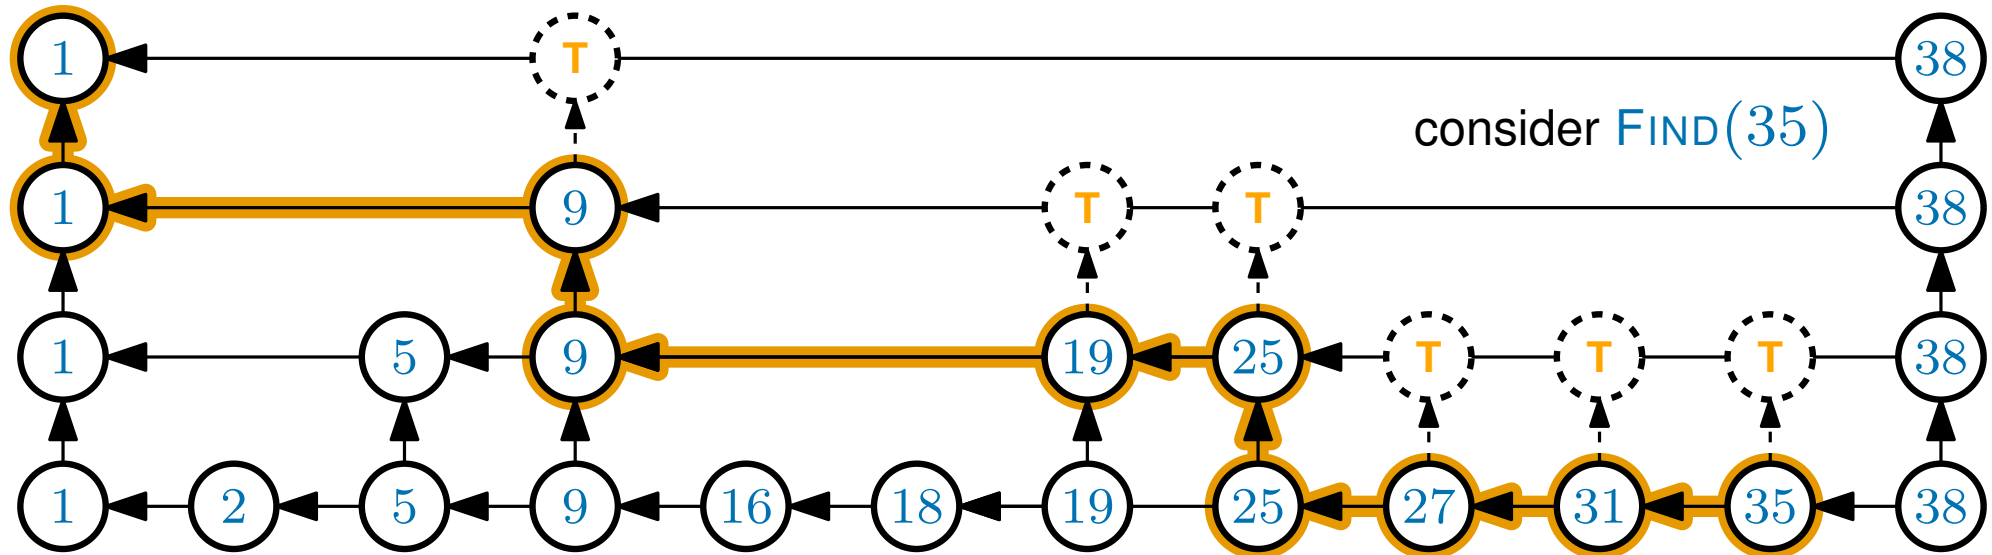 1 T 38
consider FIND(35)
1 9 T T 38
1 5 9 19 25 T T T 38
1 2 5 9 16 18 19 25 27 31 35 38